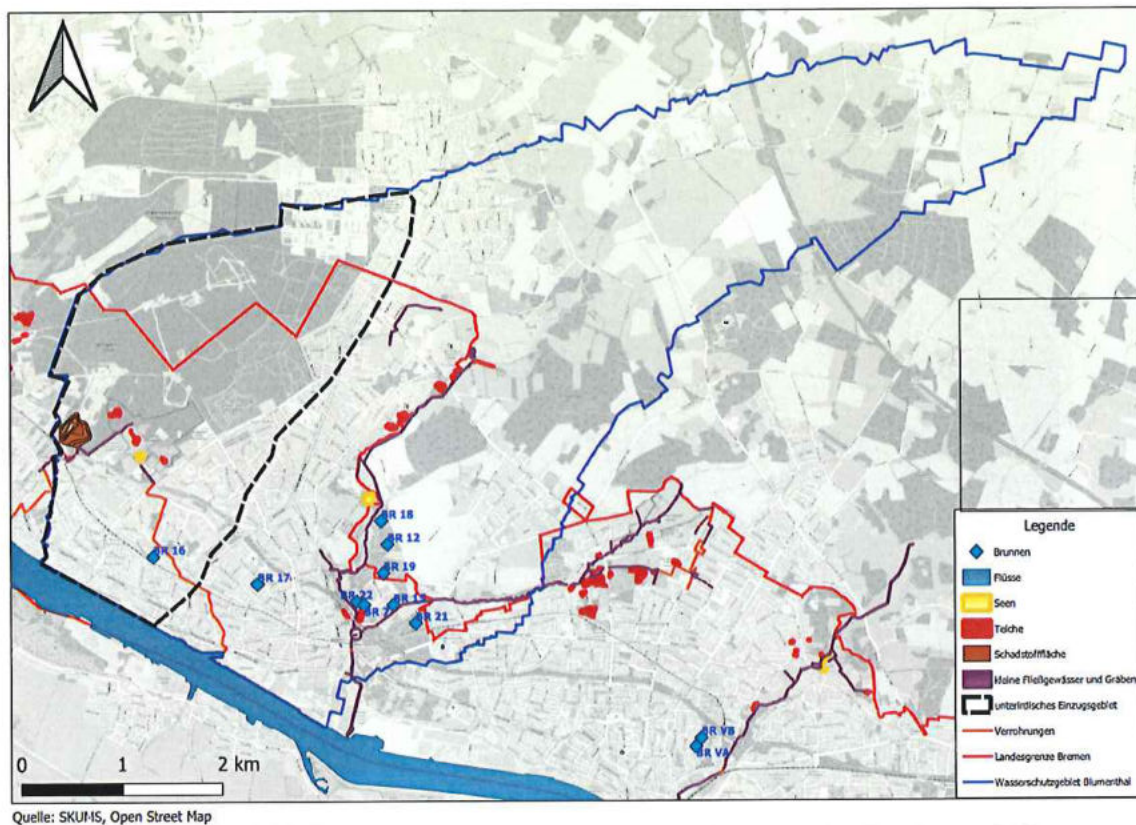 BR 18
BR 12
BR 19
BR 16
BR 17
BR 22
BR 7
BR 21
BR VB
BR VA
0 1 2 km
Legende
Brunnen
Flüsse
Seen
Teiche
Schadstofffläche
kleine Fließgewässer und Gräben
unterirdisches Einzugsgebiet
Verrohrungen
Landesgrenze Bremen
Wasserschutzgebiet Blumenthal
Quelle: SKUMS, Open Street Map